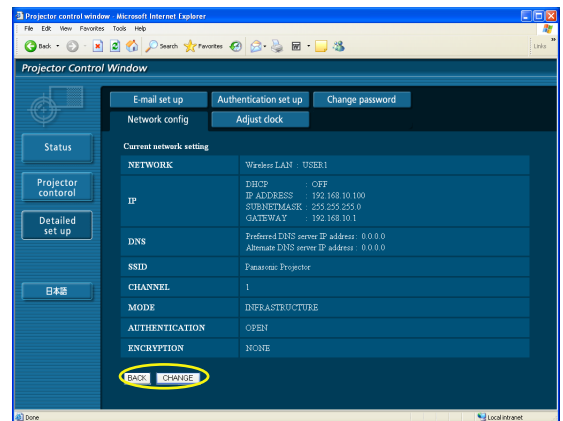 Projector control window - Microsoft Internet Explorer
File Edit View Favorites Tools Help
Back Search Favorites Links
Projector Control Window
E-mail set up Authentication set up Change password
Network config Adjust clock
Status
Projector
contorol
Detailed
set up
日本語
Current network setting
NETWORK Wireless LAN : USER1
IP
DHCP : OFF
IP ADDRESS : 192.168.10.100
SUBNETMASK : 255.255.255.0
GATEWAY : 192.168.10.1
DNS
Preferred DNS server IP address : 0.0.0.0
Alternate DNS server IP address : 0.0.0.0
SSID Panasonic Projector
CHANNEL 1
MODE INFRASTRUCTURE
AUTHENTICATION OPEN
ENCRYPTION NONE
BACK CHANGE
Done Local intranet